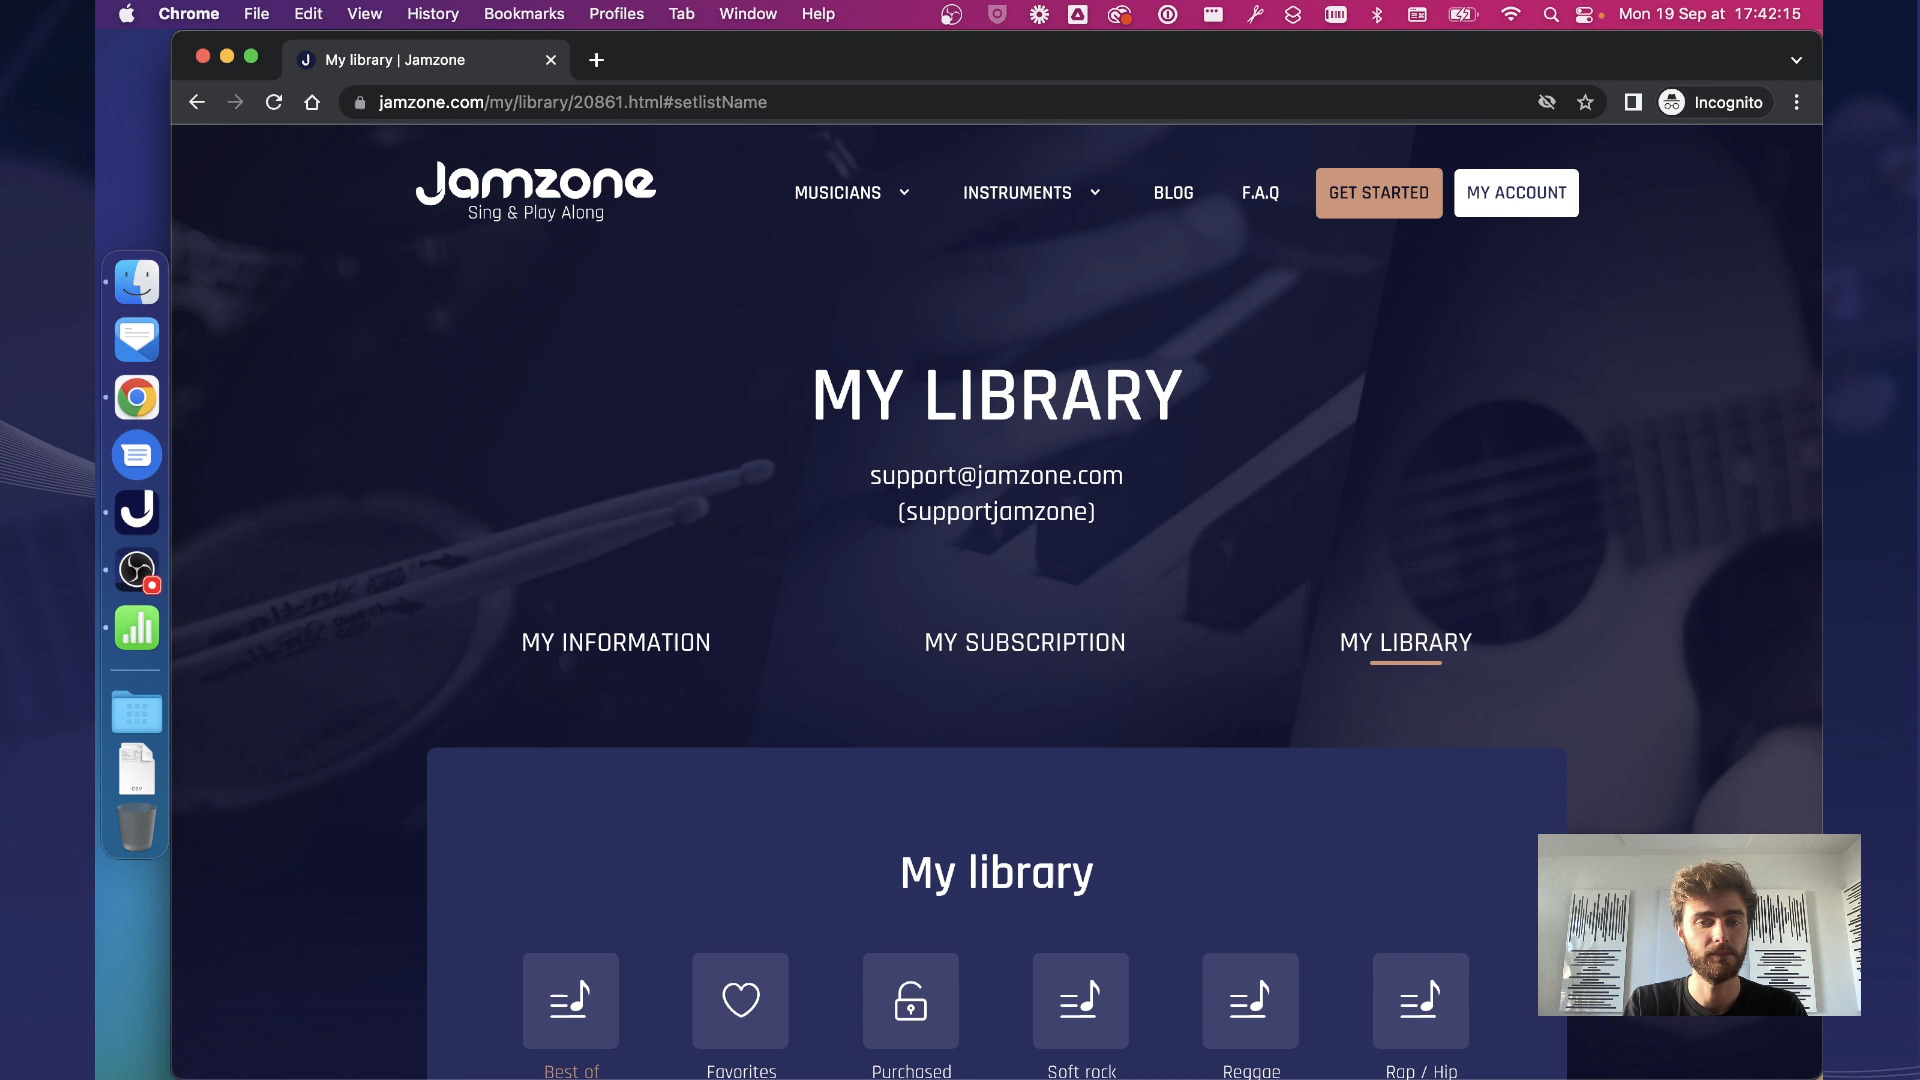 Chrome File Edit View History Bookmarks Profiles Tab Window Help Mon 19 Sep at 17:42:15
My library | Jamzone
jamzone.com/my/library/20861.html#setlistName
Incognito
Jamzone
Sing & Play Along
MUSICIANS INSTRUMENTS BLOG F.A.Q GET STARTED MY ACCOUNT
MY LIBRARY
support@jamzone.com
(supportjamzone)
MY INFORMATION MY SUBSCRIPTION MY LIBRARY
My library
Best of Favorites Purchased Soft rock Reggae Rap / Hip
CSV